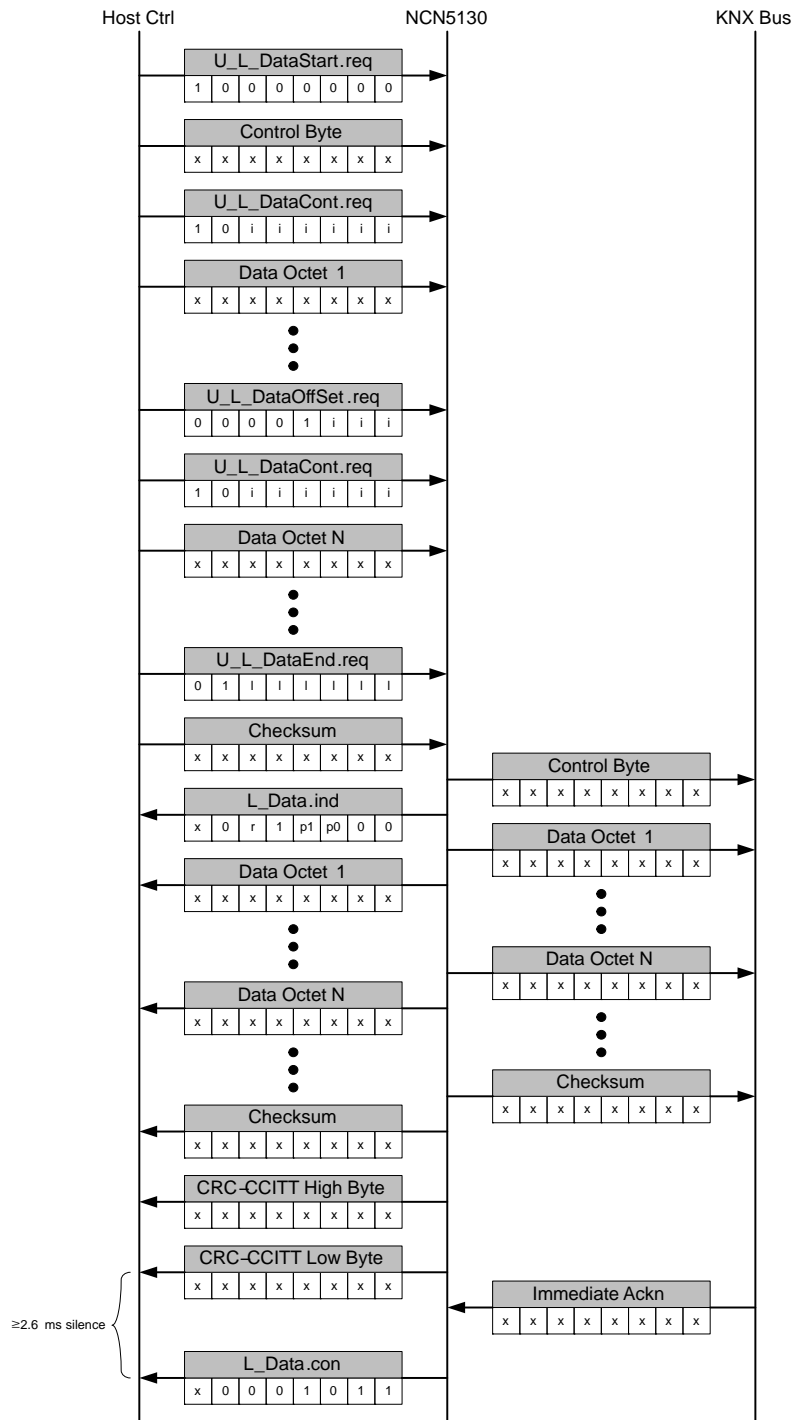 Host Ctrl NCN5130 KNX Bus
U_L_DataStart.req
1 0 0 0 0 0 0 0
Control Byte
x x x x x x x x
U_L_DataCont.req
1 0 i i i i i i
Data Octet 1
x x x x x x x x
U_L_DataOffSet.req
0 0 0 0 1 i i i
U_L_DataCont.req
1 0 i i i i i i
Data Octet N
x x x x x x x x
U_L_DataEnd.req
0 1 l l l l l l
Checksum
x x x x x x x x
Control Byte
x x x x x x x x
L_Data.ind
x 0 r 1 p1 p0 0 0
Data Octet 1
x x x x x x x x
Data Octet 1
x x x x x x x x
Data Octet N
x x x x x x x x
Data Octet N
x x x x x x x x
Checksum
x x x x x x x x
Checksum
x x x x x x x x
CRC-CCITT High Byte
x x x x x x x x
CRC-CCITT Low Byte
x x x x x x x x
Immediate Ackn
x x x x x x x x
≥2.6 ms silence
L_Data.con
x 0 0 0 1 0 1 1